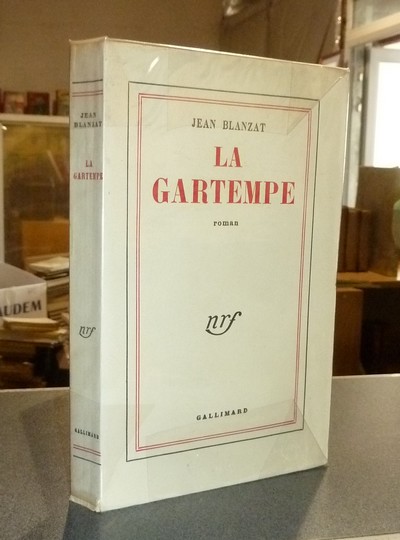 JEAN
BLANZAT
LA
GARTEMPE
nrf
GALLIMARD
JEAN BLANZAT
LA
GARTEMPE
roman
nrf
GALLIMARD
AUDEM